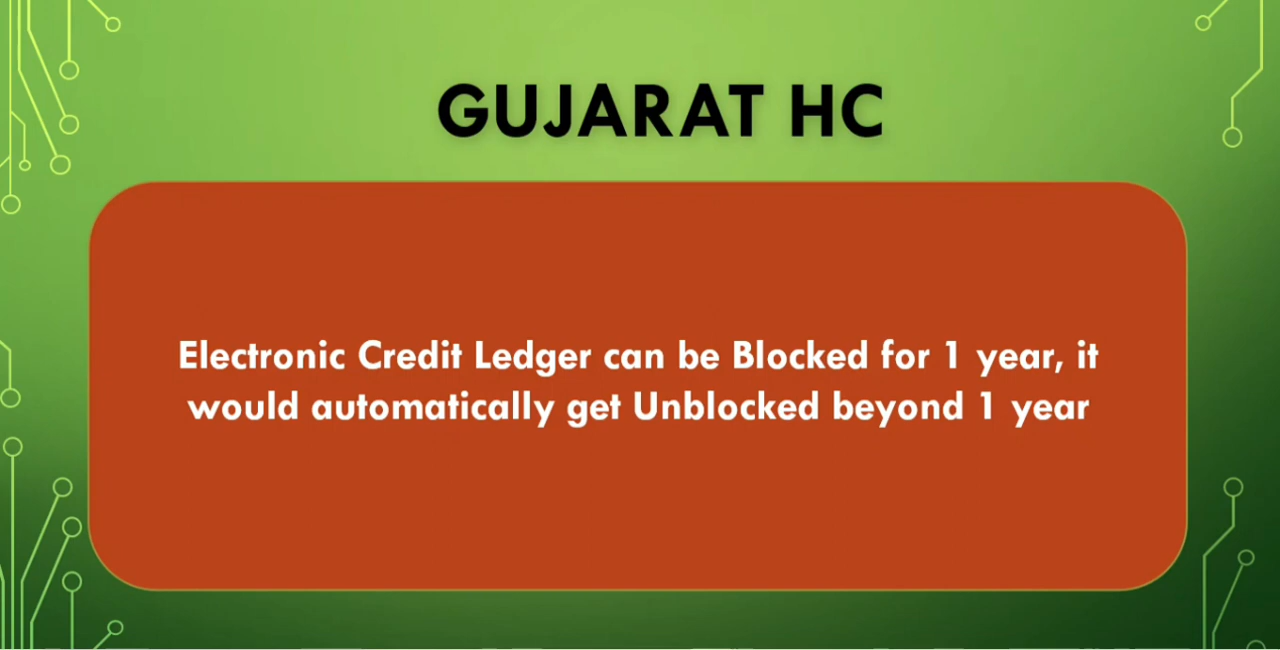 GUJARAT HC
Electronic Credit Ledger can be Blocked for 1 year, it
would automatically get Unblocked beyond 1 year